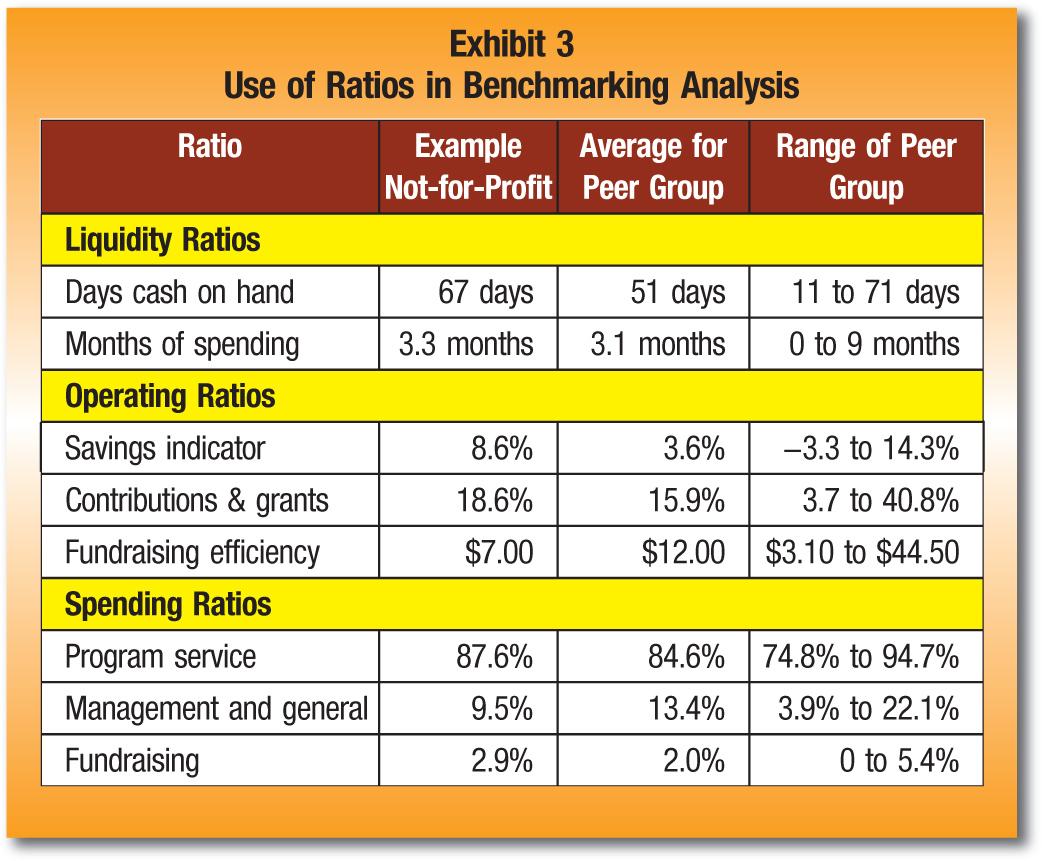 Exhibit 3
Use of Ratios in Benchmarking Analysis
Ratio Example Not-for-Profit Average for Peer Group Range of Peer Group
Liquidity Ratios
Days cash on hand 67 days 51 days 11 to 71 days
Months of spending 3.3 months 3.1 months 0 to 9 months
Operating Ratios
Savings indicator 8.6% 3.6% –3.3 to 14.3%
Contributions & grants 18.6% 15.9% 3.7 to 40.8%
Fundraising efficiency $7.00 $12.00 $3.10 to $44.50
Spending Ratios
Program service 87.6% 84.6% 74.8% to 94.7%
Management and general 9.5% 13.4% 3.9% to 22.1%
Fundraising 2.9% 2.0% 0 to 5.4%